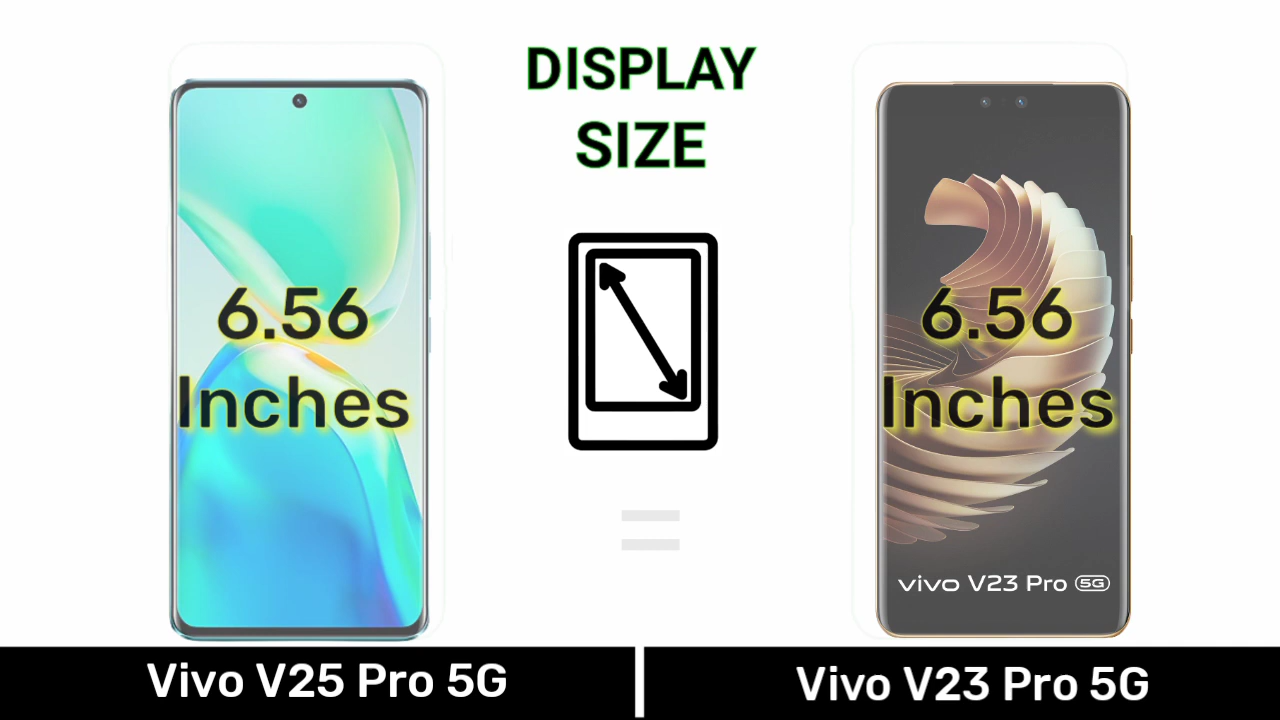 DISPLAY
SIZE
6.56
Inches
6.56
Inches
=
vivo V23 Pro 5G
Vivo V25 Pro 5G
Vivo V23 Pro 5G